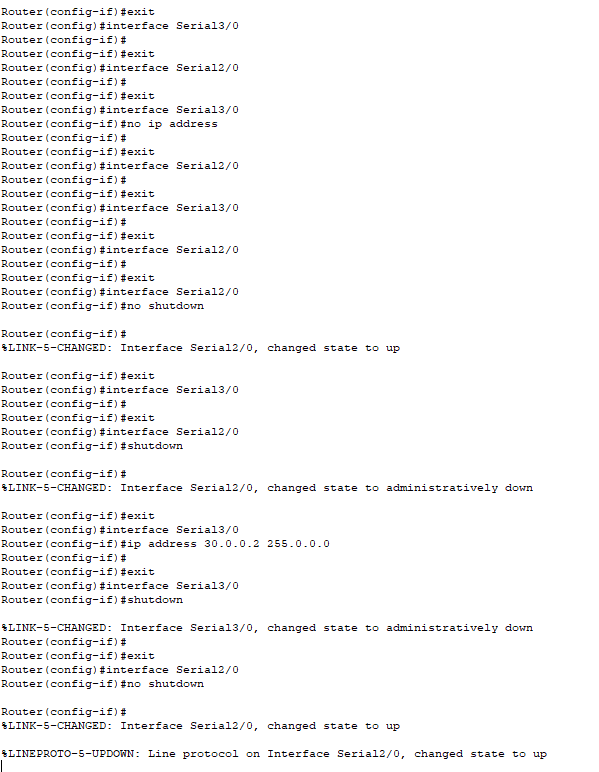 Router(config-if)#exit
Router(config)#interface Serial3/0
Router(config-if)#
Router(config-if)#exit
Router(config)#interface Serial2/0
Router(config-if)#
Router(config-if)#exit
Router(config)#interface Serial3/0
Router(config-if)#no ip address
Router(config-if)#
Router(config-if)#exit
Router(config)#interface Serial2/0
Router(config-if)#
Router(config-if)#exit
Router(config)#interface Serial3/0
Router(config-if)#
Router(config-if)#exit
Router(config)#interface Serial2/0
Router(config-if)#
Router(config-if)#exit
Router(config)#interface Serial2/0
Router(config-if)#no shutdown
Router(config-if)#
%LINK-5-CHANGED: Interface Serial2/0, changed state to up
Router(config-if)#exit
Router(config)#interface Serial3/0
Router(config-if)#
Router(config-if)#exit
Router(config)#interface Serial2/0
Router(config-if)#shutdown
Router(config-if)#
%LINK-5-CHANGED: Interface Serial2/0, changed state to administratively down
Router(config-if)#exit
Router(config)#interface Serial3/0
Router(config-if)#ip address 30.0.0.2 255.0.0.0
Router(config-if)#
Router(config-if)#exit
Router(config)#interface Serial3/0
Router(config-if)#shutdown
%LINK-5-CHANGED: Interface Serial3/0, changed state to administratively down
Router(config-if)#
Router(config-if)#exit
Router(config)#interface Serial2/0
Router(config-if)#no shutdown
Router(config-if)#
%LINK-5-CHANGED: Interface Serial2/0, changed state to up
%LINEPROTO-5-UPDOWN: Line protocol on Interface Serial2/0, changed state to up